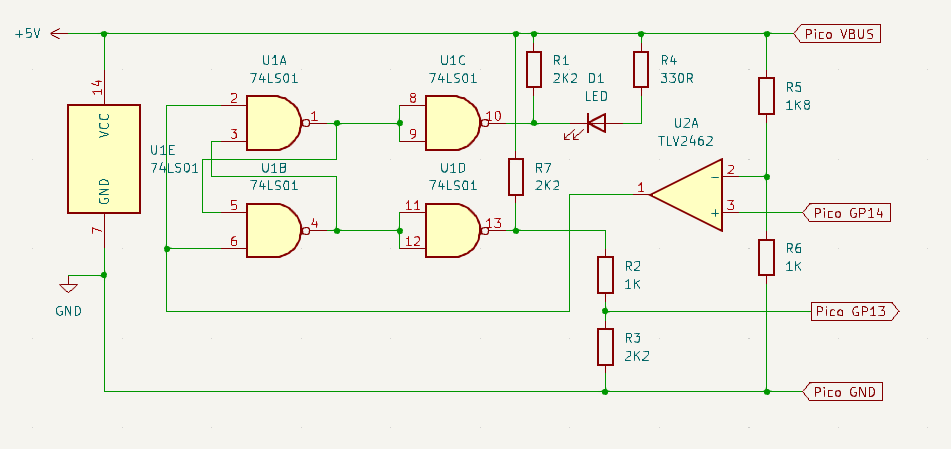 +5V
Pico VBUS
U1A
74LS01
U1C
74LS01
R1
2K2
D1
LED
R4
330R
R5
1K8
14
VCC
GND
7
U1E
74LS01
2
3
1
8
9
10
U2A
TLV2462
U1B
74LS01
U1D
74LS01
R7
2K2
1
2
3
-
+
Pico GP14
5
6
4
11
12
13
R6
1K
R2
1K
GND
Pico GP13
R3
2K2
Pico GND